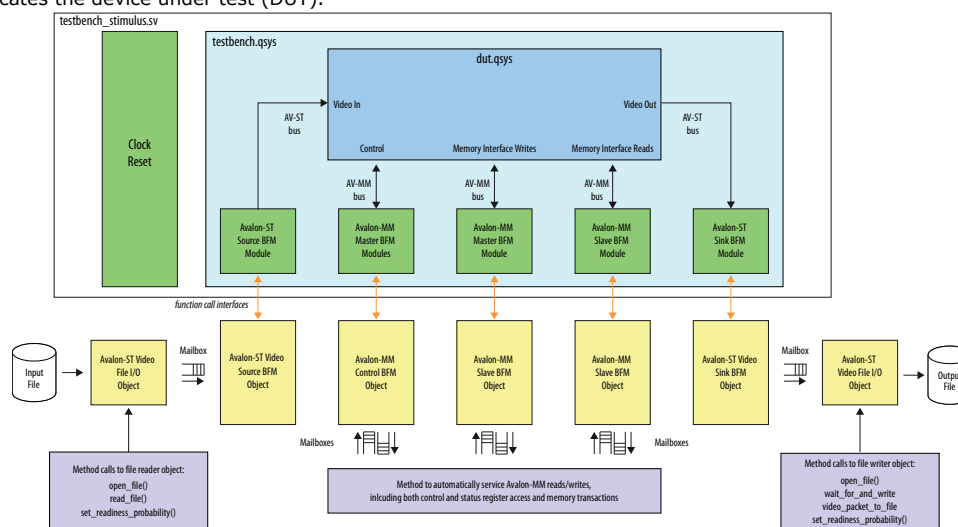 cates the device under test (DUT).
testbench_stimulus.sv
Clock
Reset
testbench.qsys
dut.qsys
Video In
Video Out
Control
Memory Interface Writes
Memory Interface Reads
AV-ST
bus
AV-MM
bus
AV-MM
bus
AV-MM
bus
AV-ST
bus
Avalon-ST
Source BFM
Module
Avalon-MM
Master BFM
Modules
Avalon-MM
Master BFM
Module
Avalon-MM
Slave BFM
Module
Avalon-ST
Sink BFM
Module
function call interfaces
Input
File
Avalon-ST Video
File I/O
Object
Mailbox
Avalon-ST Video
Source BFM
Object
Avalon-MM
Control BFM
Object
Avalon-MM
Slave BFM
Object
Avalon-MM
Slave BFM
Object
Avalon-ST Video
Sink BFM
Object
Mailbox
Avalon-ST
Video File I/O
Object
Output
File
Mailboxes
Mailboxes
Method calls to file reader object:
open_file()
read_file()
set_readiness_probability()
Method to automatically service Avalon-MM reads/writes,
inlcuding both control and status register access and memory transactions
Method calls to file writer object:
open_file()
wait_for_and_write
video_packet_to_file
set_readiness_probability()